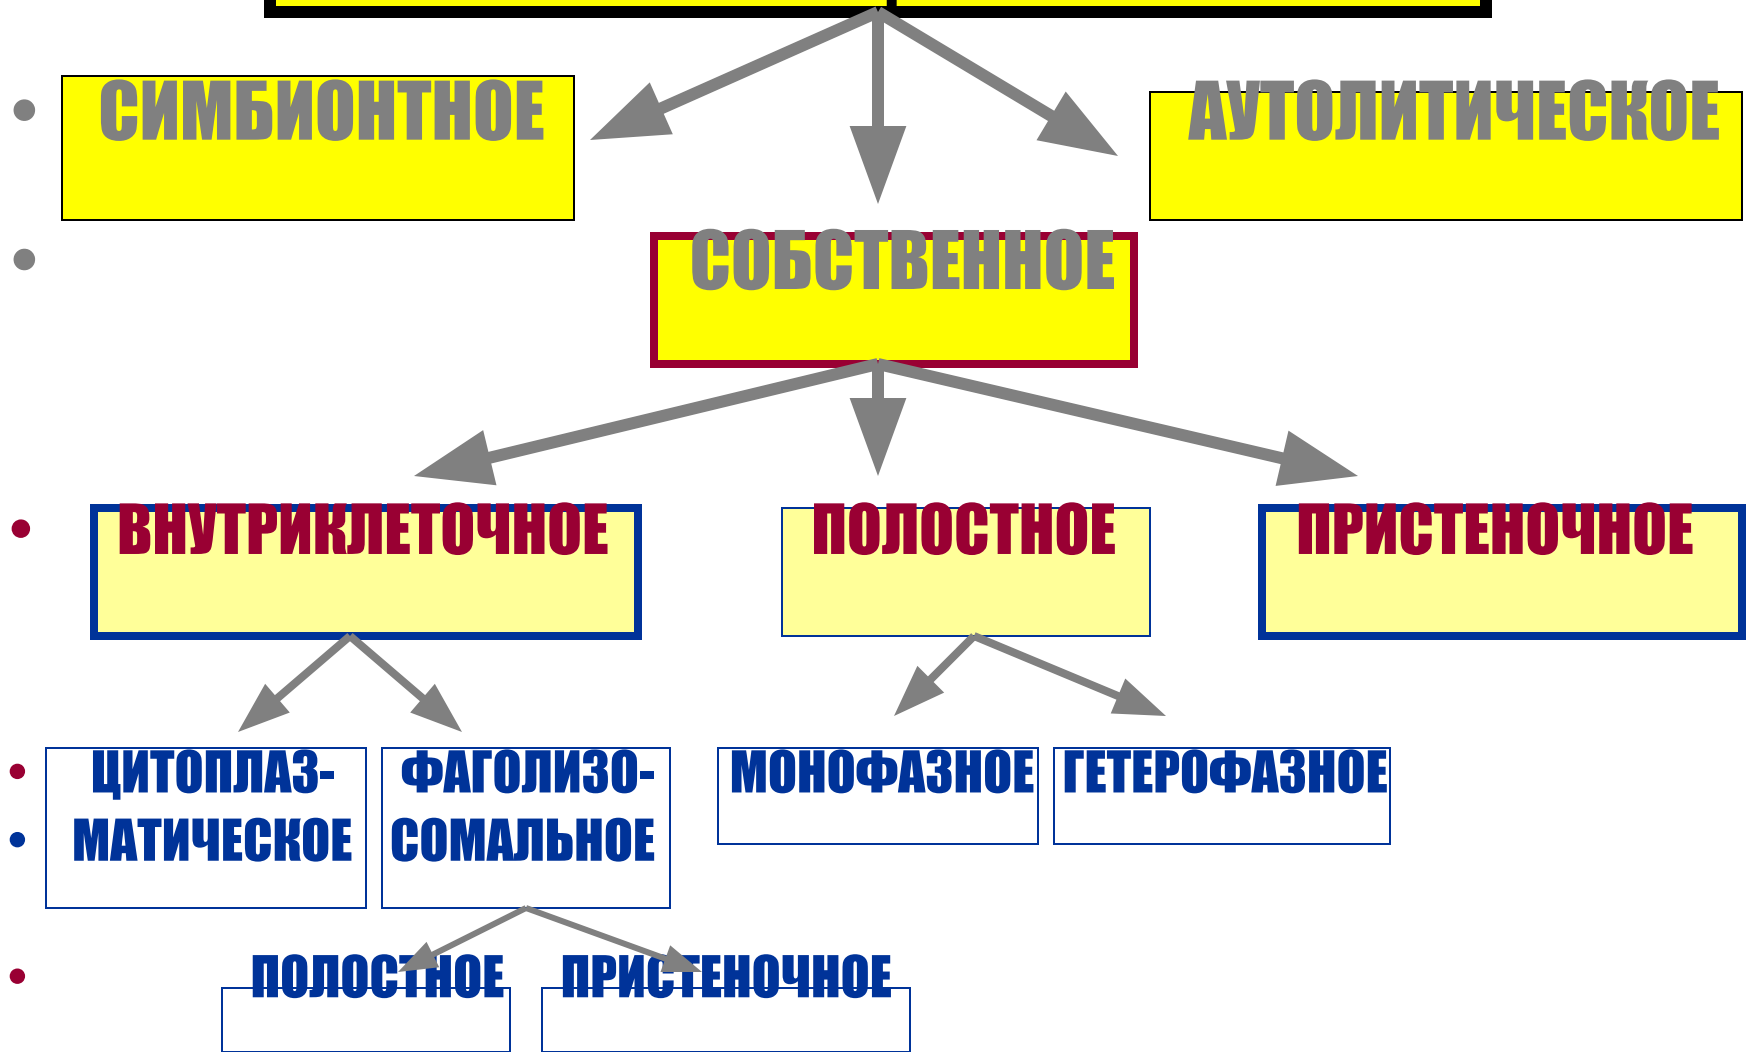 СИМБИОНТНОЕ АУТОЛИТИЧЕСКОЕ
СОБСТВЕННОЕ
ВНУТРИКЛЕТОЧНОЕ ПОЛОСТНОЕ ПРИСТЕНОЧНОЕ
ЦИТОПЛАЗ- ФАГОЛИЗО- МОНОФАЗНОЕ ГЕТЕРОФАЗНОЕ
МАТИЧЕСКОЕ СОМАЛЬНОЕ
ПОЛОСТНОЕ ПРИСТЕНОЧНОЕ